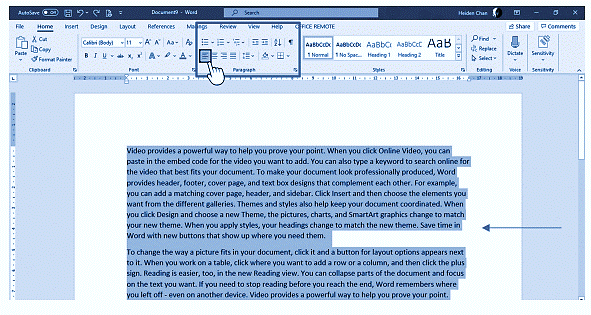 AutoSave On Document9 - Word Search Heiden Chan
File Home Insert Design Layout References Mailings Review View Help OFFICE REMOTE Share Comments
Cut
Copy
Format Painter
Paste
Calibri (Body) 11
AaBbCcDc AaBbCcDc AaBbCc AaBbCcC AaB
1 Normal 1 No Spac... Heading 1 Heading 2 Title
Find
Replace
Select
Dictate Sensitivity
Clipboard Font Paragraph Styles Editing Voice Sensitivity
Video provides a powerful way to help you prove your point. When you click Online Video, you can
paste in the embed code for the video you want to add. You can also type a keyword to search online for
the video that best fits your document. To make your document look professionally produced, Word
provides header, footer, cover page, and text box designs that complement each other. For example,
you can add a matching cover page, header, and sidebar. Click Insert and then choose the elements you
want from the different galleries. Themes and styles also help keep your document coordinated. When
you click Design and choose a new Theme, the pictures, charts, and SmartArt graphics change to match
your new theme. When you apply styles, your headings change to match the new theme. Save time in
Word with new buttons that show up where you need them.
To change the way a picture fits in your document, click it and a button for layout options appears next
to it. When you work on a table, click where you want to add a row or a column, and then click the plus
sign. Reading is easier, too, in the new Reading view. You can collapse parts of the document and focus
on the text you want. If you need to stop reading before you reach the end, Word remembers where
you left off - even on another device. Video provides a powerful way to help you prove your point.